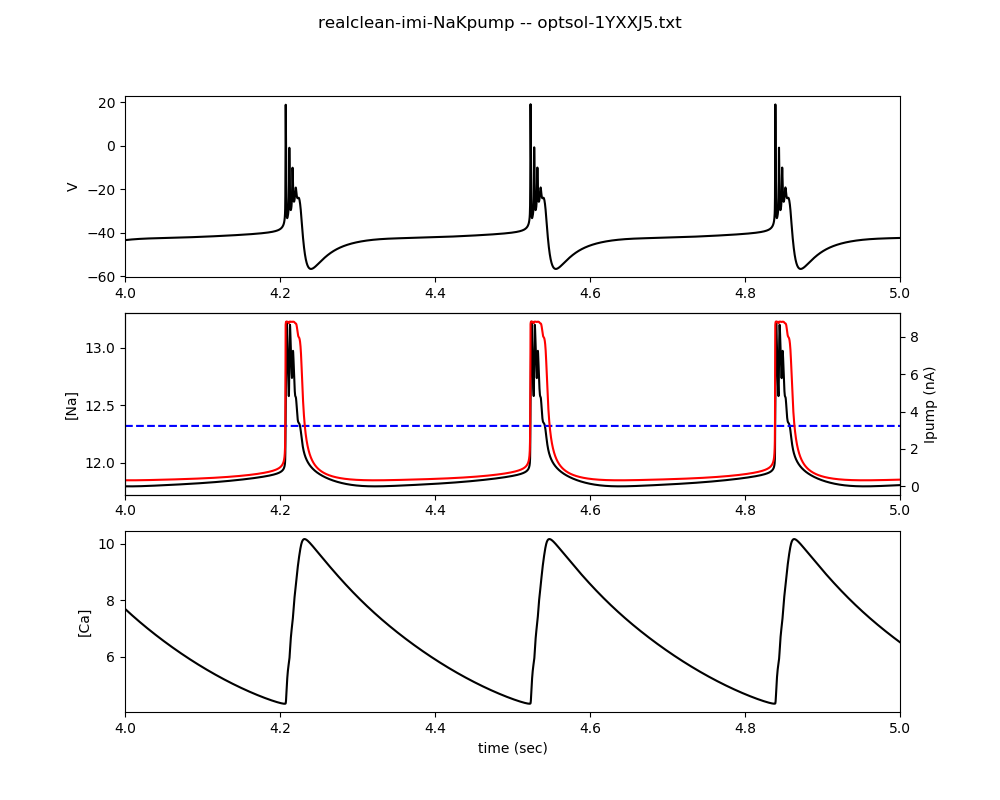 realclean-imi-NaKpump -- optsol-1YXXJ5.txt
20
0
−20
−40
−60
V
4.0 4.2 4.4 4.6 4.8 5.0
13.0
12.5
12.0
[Na]
8
6
4
2
0
Ipump (nA)
4.0 4.2 4.4 4.6 4.8 5.0
10
8
6
[Ca]
4.0 4.2 4.4 4.6 4.8 5.0
time (sec)